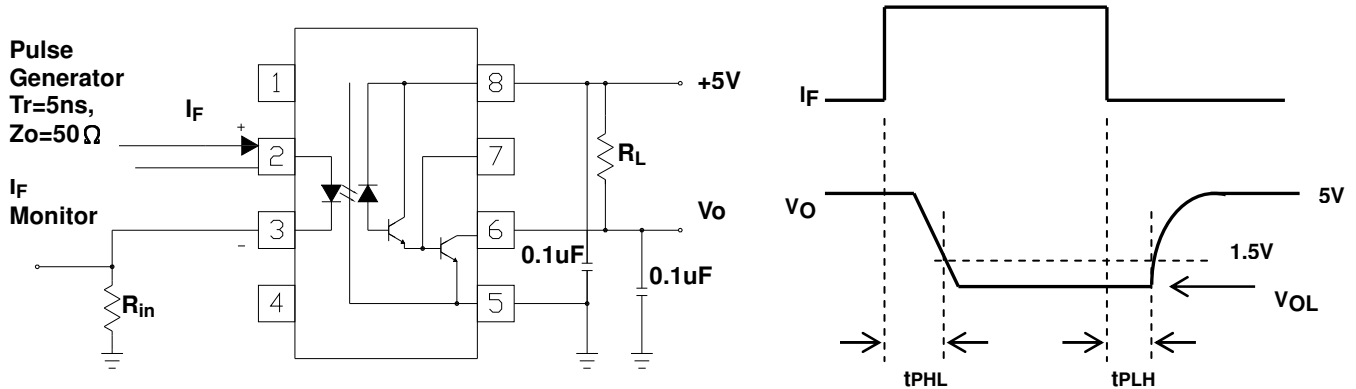 Pulse
Generator
Tr=5ns,
Zo=50Ω
IF
IF
Monitor
Rin
+
−
1
2
3
4
8
7
6
5
+5V
RL
Vo
0.1uF
0.1uF
IF
VO
5V
1.5V
VOL
tPHL
tPLH